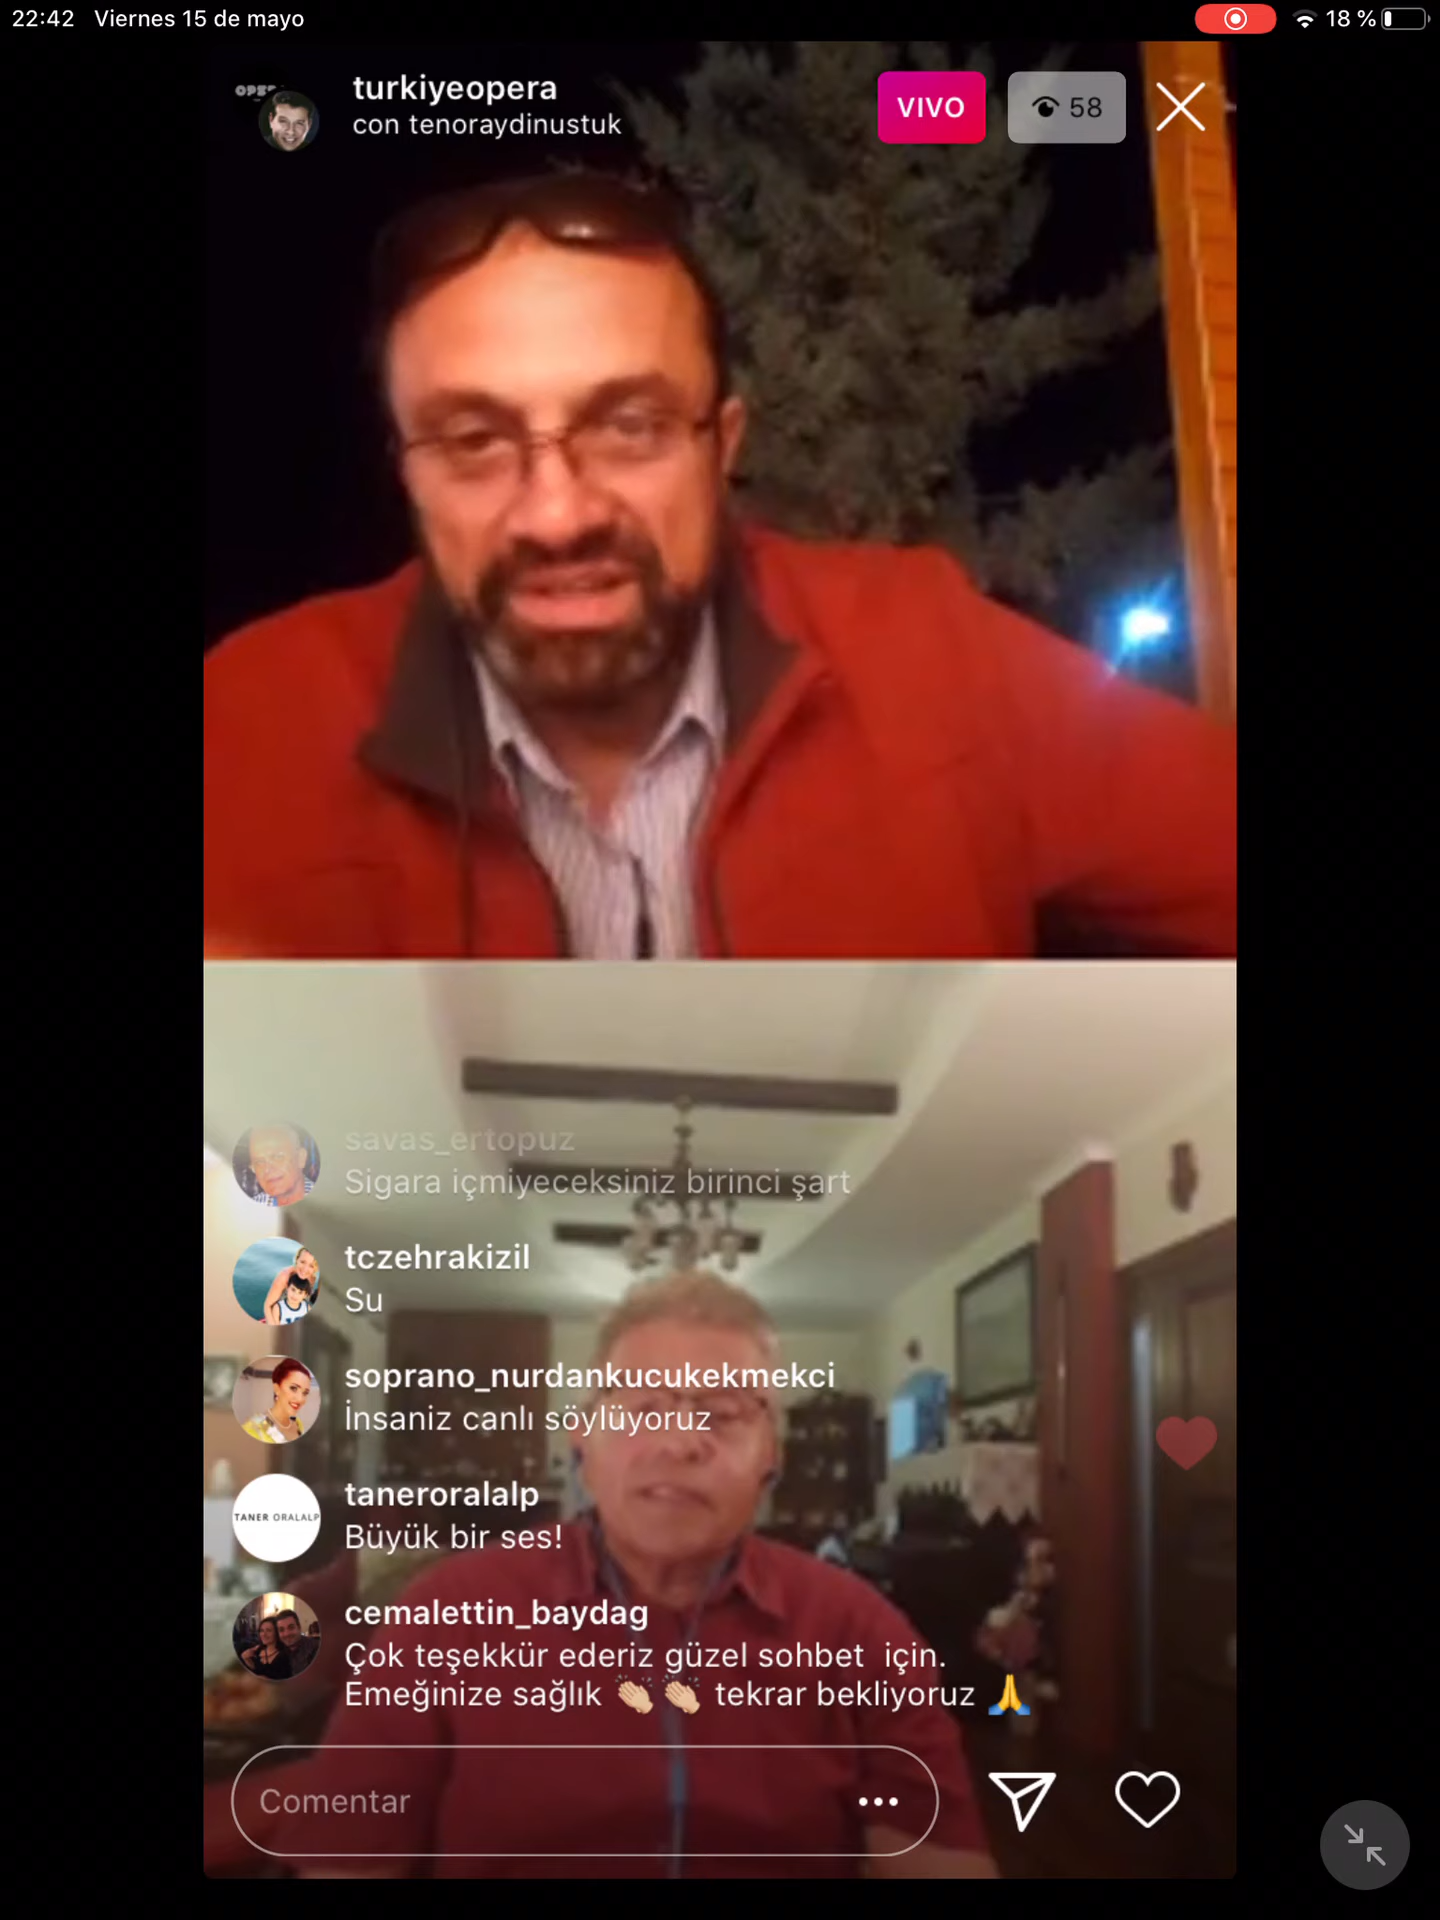 22:42 Viernes 15 de mayo
18 %
OPERA
turkiyeopera
con tenoraydinustuk
VIVO
58
savas_ertopuz
Sigara içmiyeceksiniz birinci şart
tczehrakizil
Su
soprano_nurdankucukekmekci
İnsaniz canlı söylüyoruz
TANER ORALALP
taneroralalp
Büyük bir ses!
cemalettin_baydag
Çok teşekkür ederiz güzel sohbet için.
Emeğinize sağlık 👏🏼👏🏼 tekrar bekliyoruz 🙏
Comentar